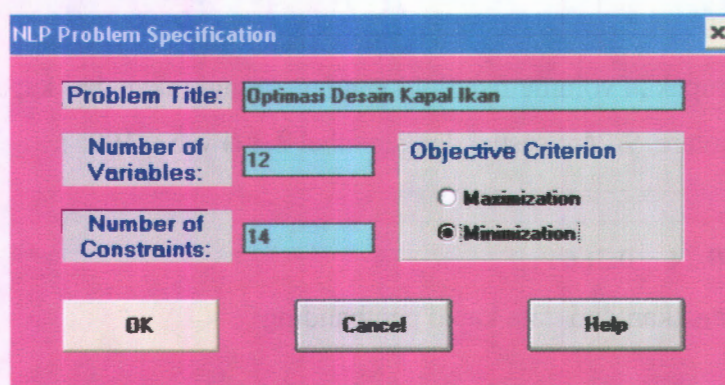 NLP Problem Specification
Problem Title: Optimasi Desain Kapal Ikan
Number of Variables: 12
Objective Criterion
Maximization
Minimization
Number of Constraints: 14
OK Cancel Help